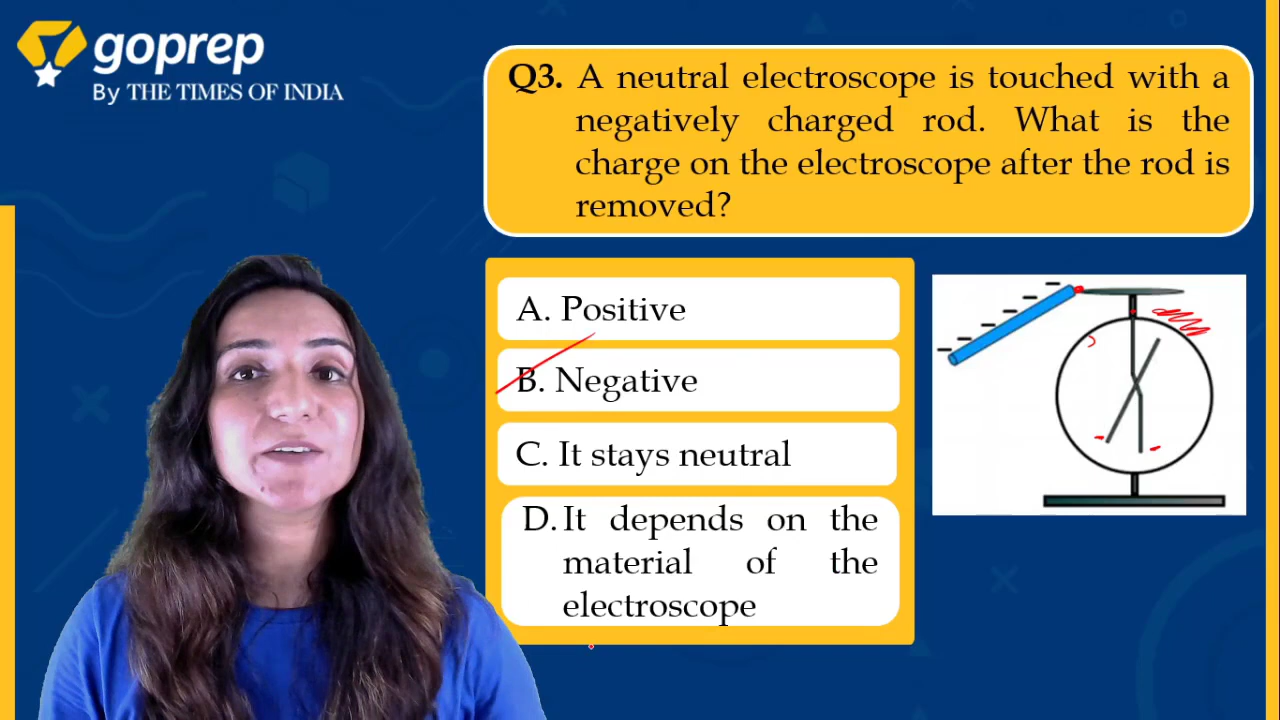 goprep
By THE TIMES OF INDIA
Q3. A neutral electroscope is touched with a
negatively charged rod. What is the
charge on the electroscope after the rod is
removed?
A. Positive
B. Negative
C. It stays neutral
D. It depends on the
material of the
electroscope